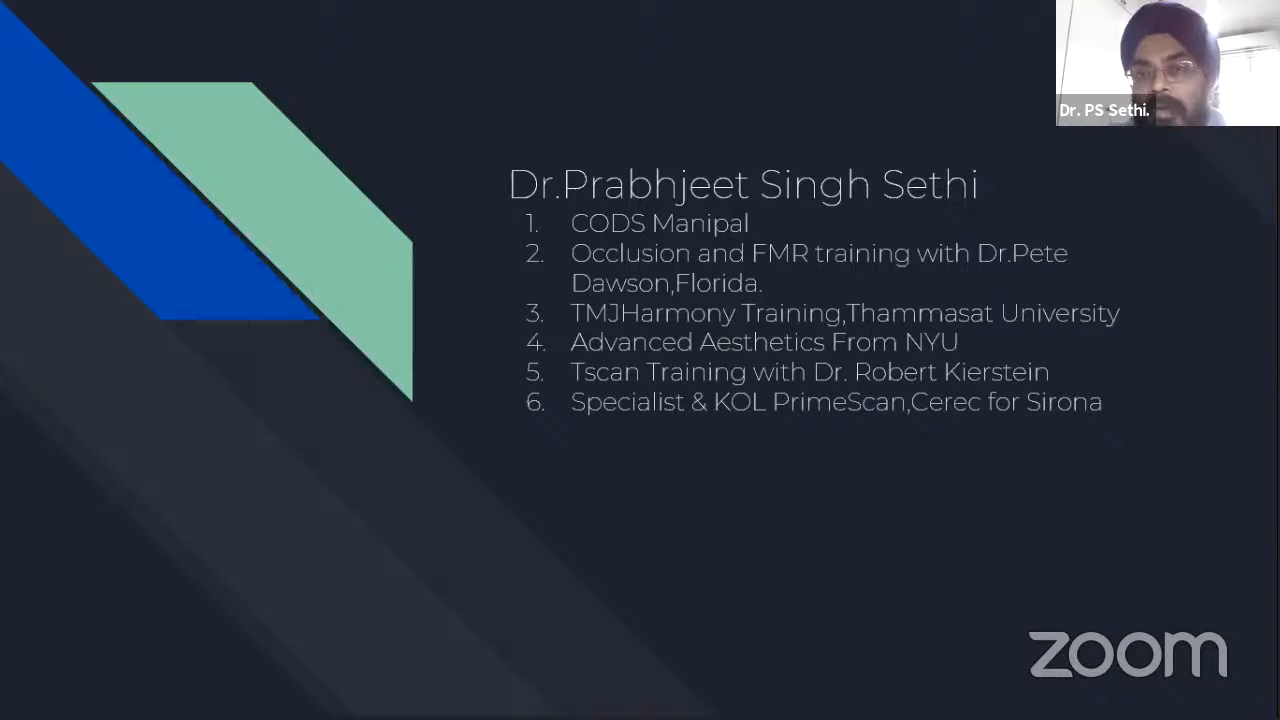 Dr. PS Sethi.
Dr.Prabhjeet Singh Sethi
1. CODS Manipal
2. Occlusion and FMR training with Dr.Pete
Dawson,Florida.
3. TMJHarmony Training,Thammasat University
4. Advanced Aesthetics From NYU
5. Tscan Training with Dr. Robert Kierstein
6. Specialist & KOL PrimeScan,Cerec for Sirona
zoom